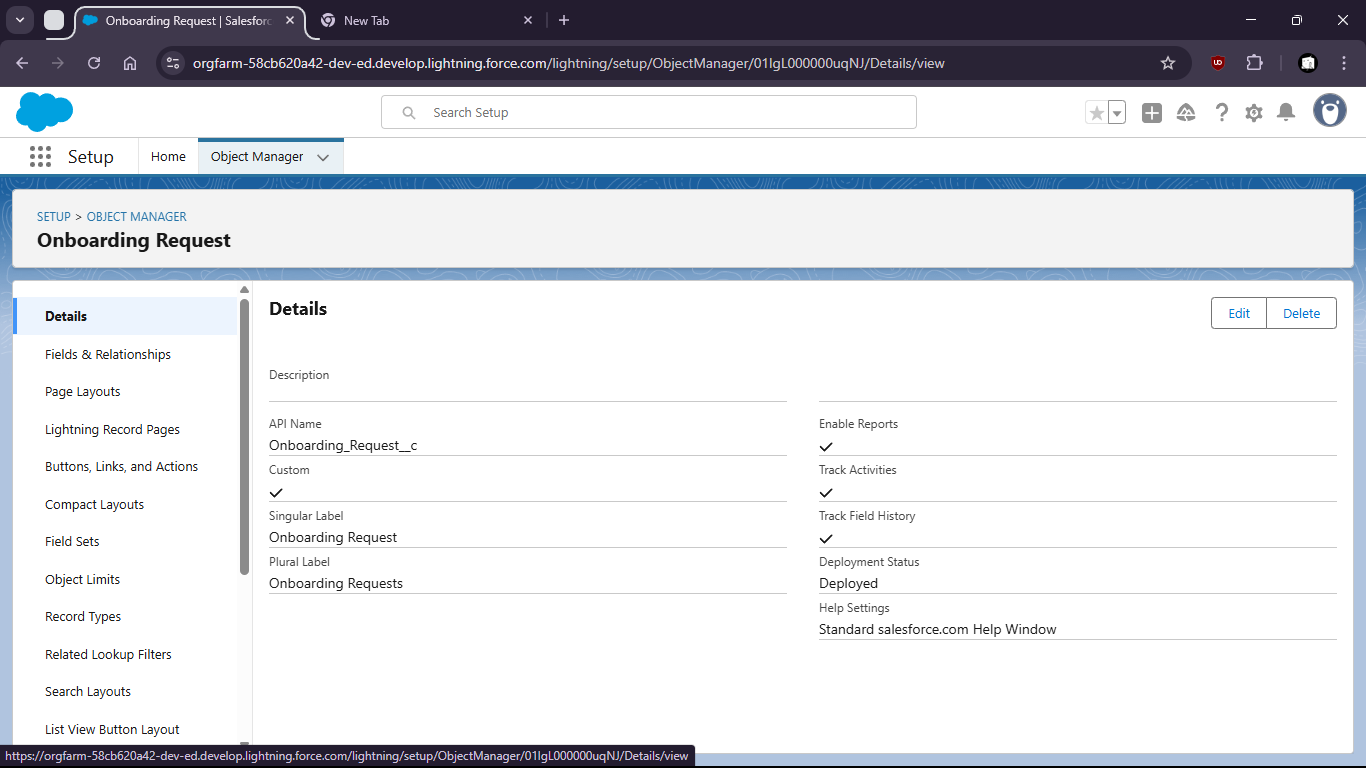 Onboarding Request | Salesforc
New Tab
orgfarm-58cb620a42-dev-ed.develop.lightning.force.com/lightning/setup/ObjectManager/01IgL000000uqNJ/Details/view
Search Setup
Setup
Home
Object Manager
SETUP > OBJECT MANAGER
Onboarding Request
Details
Fields & Relationships
Page Layouts
Lightning Record Pages
Buttons, Links, and Actions
Compact Layouts
Field Sets
Object Limits
Record Types
Related Lookup Filters
Search Layouts
List View Button Layout
Details
Edit
Delete
Description
API Name
Onboarding_Request__c
Custom
Singular Label
Onboarding Request
Plural Label
Onboarding Requests
Enable Reports
Track Activities
Track Field History
Deployment Status
Deployed
Help Settings
Standard salesforce.com Help Window
https://orgfarm-58cb620a42-dev-ed.develop.lightning.force.com/lightning/setup/ObjectManager/01IgL000000uqNJ/Details/view